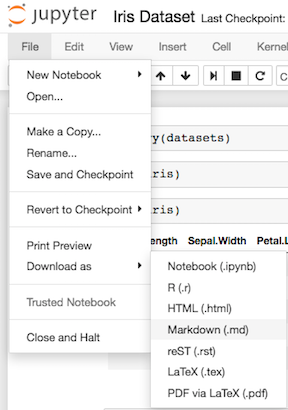 jupyter Iris Dataset Last Checkpoint:
File Edit View Insert Cell Kerne
New Notebook
Open...
Make a Copy...
Rename...
Save and Checkpoint
Revert to Checkpoint
Print Preview
Download as
Trusted Notebook
Close and Halt
ry(datasets)
ris)
ris)
ength Sepal.Width Petal.L
Notebook (.ipynb)
R (.r)
HTML (.html)
Markdown (.md)
reST (.rst)
LaTeX (.tex)
PDF via LaTeX (.pdf)